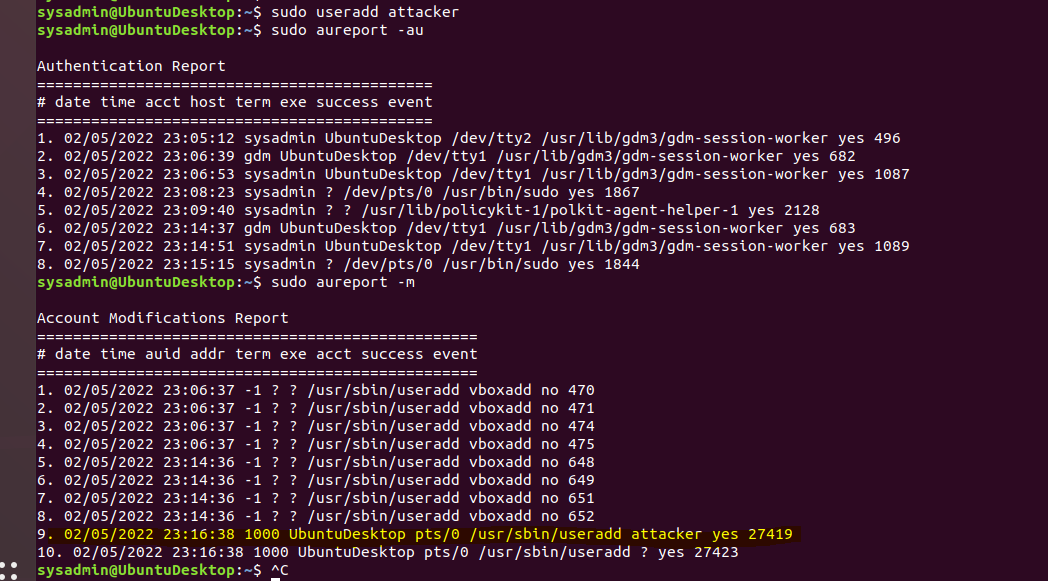 sysadmin@UbuntuDesktop:~$ sudo useradd attacker
sysadmin@UbuntuDesktop:~$ sudo aureport -au

Authentication Report
============================================
# date time acct host term exe success event
============================================
1. 02/05/2022 23:05:12 sysadmin UbuntuDesktop /dev/tty2 /usr/lib/gdm3/gdm-session-worker yes 496
2. 02/05/2022 23:06:39 gdm UbuntuDesktop /dev/tty1 /usr/lib/gdm3/gdm-session-worker yes 682
3. 02/05/2022 23:06:53 sysadmin UbuntuDesktop /dev/tty1 /usr/lib/gdm3/gdm-session-worker yes 1087
4. 02/05/2022 23:08:23 sysadmin ? /dev/pts/0 /usr/bin/sudo yes 1867
5. 02/05/2022 23:09:40 sysadmin ? ? /usr/lib/policykit-1/polkit-agent-helper-1 yes 2128
6. 02/05/2022 23:14:37 gdm UbuntuDesktop /dev/tty1 /usr/lib/gdm3/gdm-session-worker yes 683
7. 02/05/2022 23:14:51 sysadmin UbuntuDesktop /dev/tty1 /usr/lib/gdm3/gdm-session-worker yes 1089
8. 02/05/2022 23:15:15 sysadmin ? /dev/pts/0 /usr/bin/sudo yes 1844
sysadmin@UbuntuDesktop:~$ sudo aureport -m

Account Modifications Report
=================================================
# date time auid addr term exe acct success event
=================================================
1. 02/05/2022 23:06:37 -1 ? ? /usr/sbin/useradd vboxadd no 470
2. 02/05/2022 23:06:37 -1 ? ? /usr/sbin/useradd vboxadd no 471
3. 02/05/2022 23:06:37 -1 ? ? /usr/sbin/useradd vboxadd no 474
4. 02/05/2022 23:06:37 -1 ? ? /usr/sbin/useradd vboxadd no 475
5. 02/05/2022 23:14:36 -1 ? ? /usr/sbin/useradd vboxadd no 648
6. 02/05/2022 23:14:36 -1 ? ? /usr/sbin/useradd vboxadd no 649
7. 02/05/2022 23:14:36 -1 ? ? /usr/sbin/useradd vboxadd no 651
8. 02/05/2022 23:14:36 -1 ? ? /usr/sbin/useradd vboxadd no 652
9. 02/05/2022 23:16:38 1000 UbuntuDesktop pts/0 /usr/sbin/useradd attacker yes 27419
10. 02/05/2022 23:16:38 1000 UbuntuDesktop pts/0 /usr/sbin/useradd ? yes 27423
sysadmin@UbuntuDesktop:~$ ^C